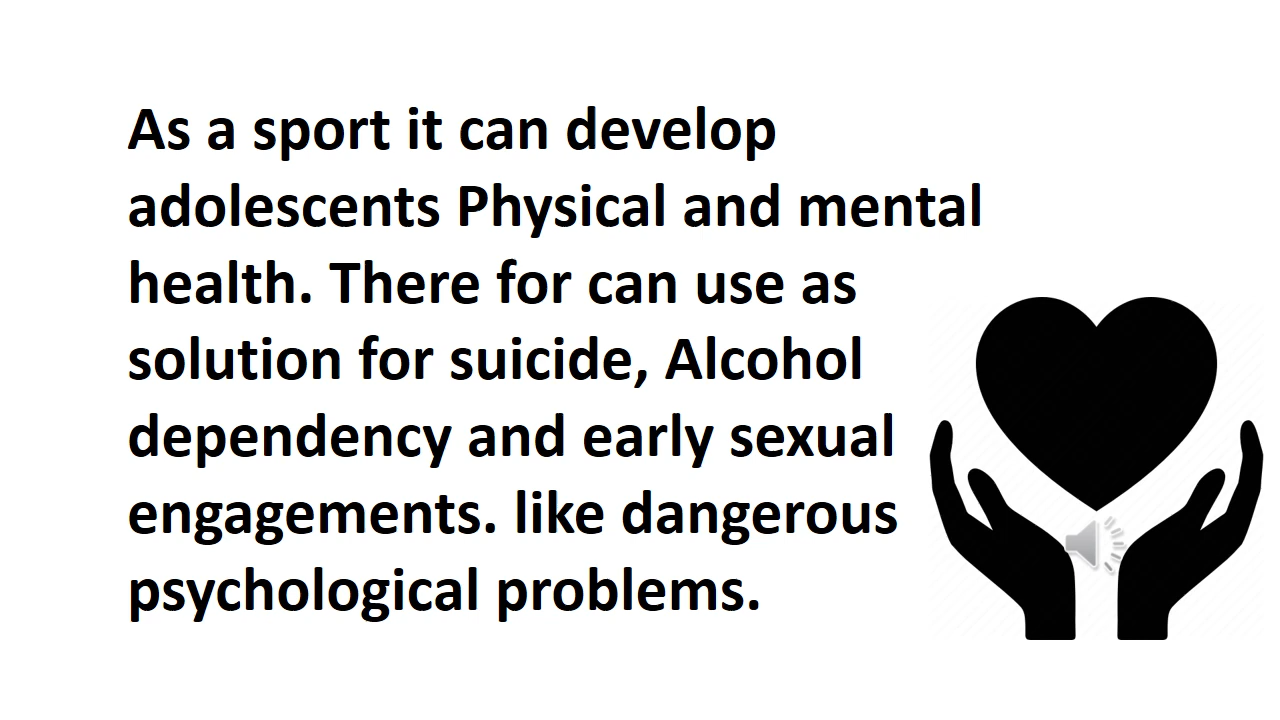 As a sport it can develop
adolescents Physical and mental
health. There for can use as
solution for suicide, Alcohol
dependency and early sexual
engagements. like dangerous
psychological problems.